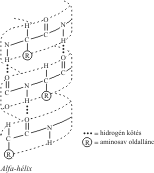 H O H
C C
N C N
R H
O H O
C N C
C R
N C N
H O H
H C
N C N
R H
= hidrogén kötés
R = aminosav oldallánc
Alfa-hélix